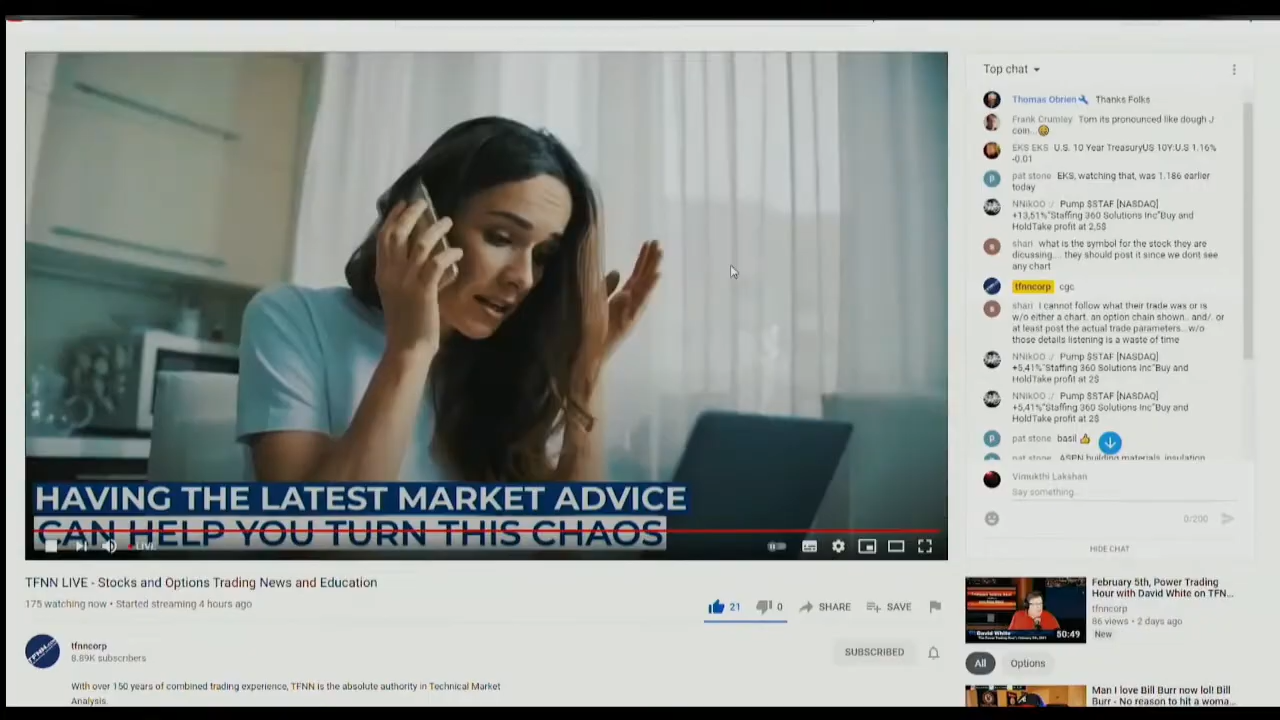 HAVING THE LATEST MARKET ADVICE
CAN HELP YOU TURN THIS CHAOS
LIVE
TFNN LIVE - Stocks and Options Trading News and Education
175 watching now • Started streaming 4 hours ago
21
0
SHARE
SAVE
tfnncorp
8.89K subscribers
SUBSCRIBED
With over 150 years of combined trading experience, TFNN is the absolute authority in Technical Market
Analysis.
Top chat
Thomas Obrien Thanks Folks
Frank Crumley Tom its pronounced like dough J
coin...
EKS EKS U.S. 10 Year TreasuryUS 10Y:U.S 1.16%
-0.01
pat stone EKS, watching that, was 1.186 earlier
today
NNikOO :/ Pump $STAF [NASDAQ]
+13,51%"Staffing 360 Solutions Inc"Buy and
HoldTake profit at 2,5$
shari what is the symbol for the stock they are
dicussing.... they should post it since we dont see
any chart
tfnncorp cgc
shari I cannot follow what their trade was or is
w/o either a chart, an option chain shown.. and/. or
at least post the actual trade parameters...w/o
those details listening is a waste of time
NNikOO :/ Pump $STAF [NASDAQ]
+5,41%"Staffing 360 Solutions Inc"Buy and
HoldTake profit at 2$
NNikOO :/ Pump $STAF [NASDAQ]
+5,41%"Staffing 360 Solutions Inc"Buy and
HoldTake profit at 2$
pat stone basil
pat stone ASPN building materials, insulation
Vimukthi Lakshan
Say something...
0/200
HIDE CHAT
David White
50:49
February 5th, Power Trading
Hour with David White on TFN...
tfnncorp
86 views • 2 days ago
New
All
Options
Man I love Bill Burr now lol! Bill
Burr - No reason to hit a woma...